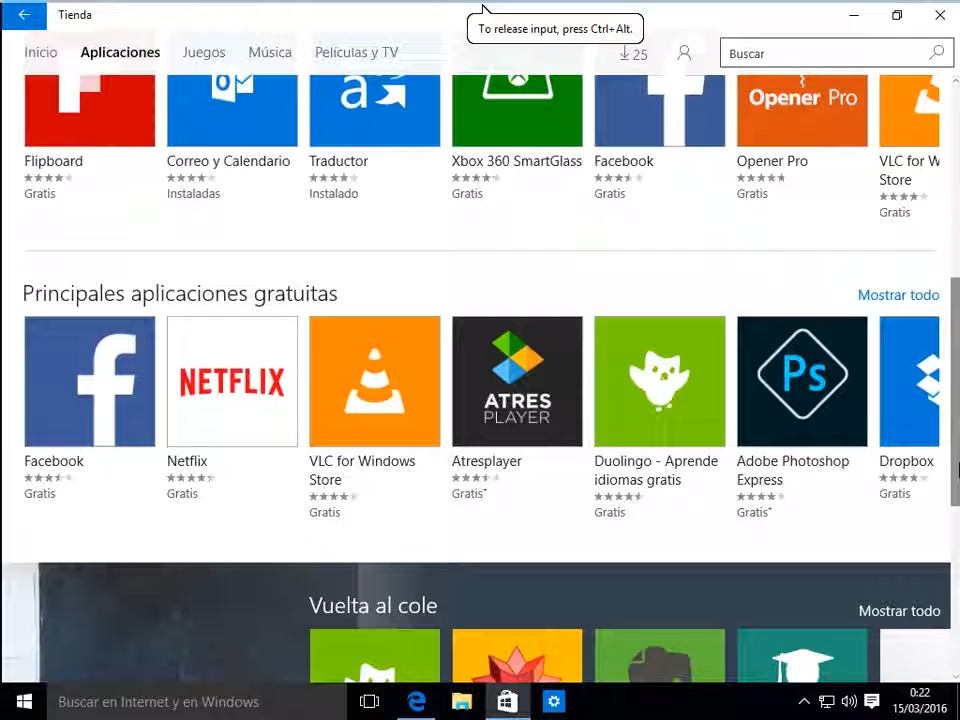 Tienda
To release input, press Ctrl+Alt.
Inicio Aplicaciones Juegos Música Películas y TV
25
Buscar
Opener Pro
Flipboard
Gratis
Correo y Calendario
Instaladas
Traductor
Instalado
Xbox 360 SmartGlass
Gratis
Facebook
Gratis
Opener Pro
Gratis
VLC for W
Store
Gratis
Principales aplicaciones gratuitas
Mostrar todo
NETFLIX
ATRES
PLAYER
Ps
Facebook
Gratis
Netflix
Gratis
VLC for Windows
Store
Gratis
Atresplayer
Gratis*
Duolingo - Aprende
idiomas gratis
Gratis
Adobe Photoshop
Express
Gratis*
Dropbox
Gratis
Vuelta al cole
Mostrar todo
Buscar en Internet y en Windows
0:22
15/03/2016